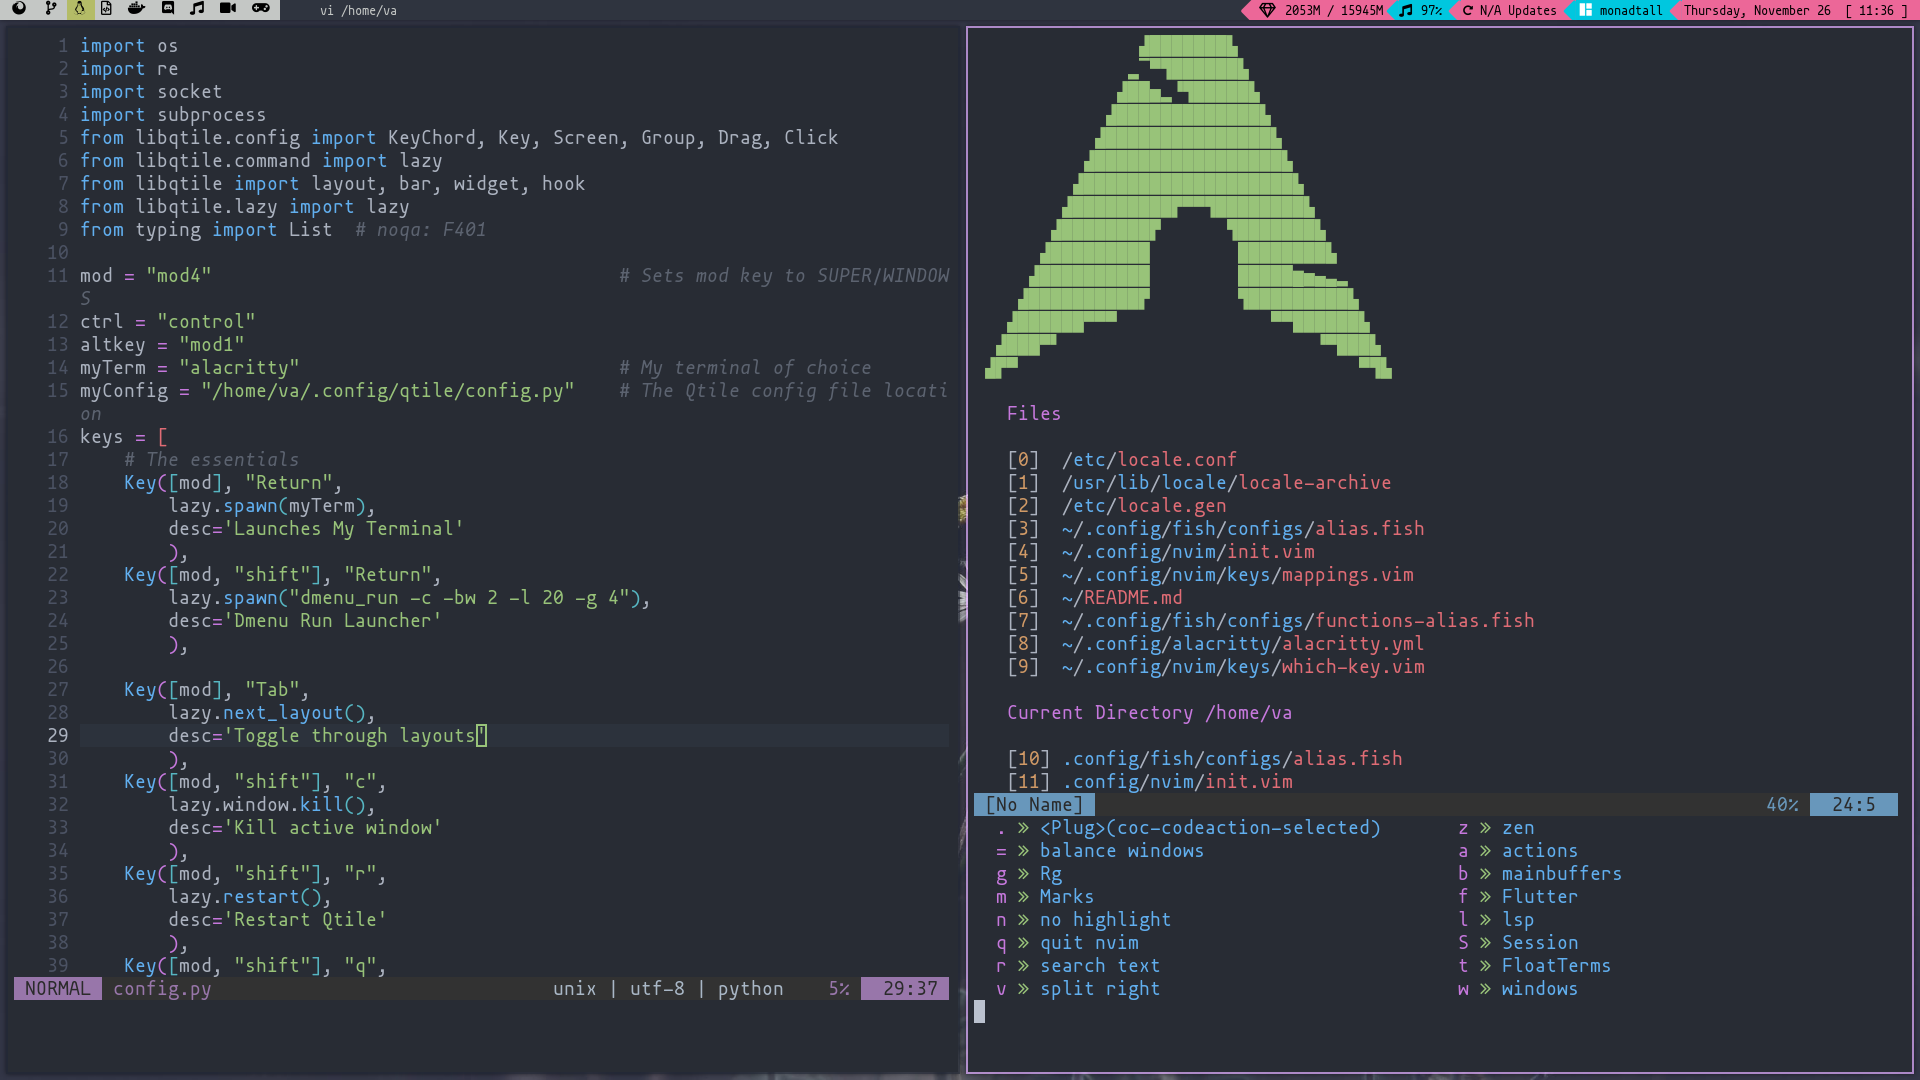 vi /home/va
2053M / 15945M 97% N/A Updates monadtall Thursday, November 26 [ 11:36 ]
1 import os
2 import re
3 import socket
4 import subprocess
5 from libqtile.config import KeyChord, Key, Screen, Group, Drag, Click
6 from libqtile.command import lazy
7 from libqtile import layout, bar, widget, hook
8 from libqtile.lazy import lazy
9 from typing import List  # noqa: F401
10
11 mod = "mod4" # Sets mod key to SUPER/WINDOW
S
12 ctrl = "control"
13 altkey = "mod1"
14 myTerm = "alacritty" # My terminal of choice
15 myConfig = "/home/va/.config/qtile/config.py" # The Qtile config file locati
on
16 keys = [
17 # The essentials
18 Key([mod], "Return",
19 lazy.spawn(myTerm),
20 desc='Launches My Terminal'
21 ),
22 Key([mod, "shift"], "Return",
23 lazy.spawn("dmenu_run -c -bw 2 -l 20 -g 4"),
24 desc='Dmenu Run Launcher'
25 ),
26
27 Key([mod], "Tab",
28 lazy.next_layout(),
29 desc='Toggle through layouts'
30 ),
31 Key([mod, "shift"], "c",
32 lazy.window.kill(),
33 desc='Kill active window'
34 ),
35 Key([mod, "shift"], "r",
36 lazy.restart(),
37 desc='Restart Qtile'
38 ),
39 Key([mod, "shift"], "q",
NORMAL config.py unix | utf-8 | python 5% 29:37
Files
[0] /etc/locale.conf
[1] /usr/lib/locale/locale-archive
[2] /etc/locale.gen
[3] ~/.config/fish/configs/alias.fish
[4] ~/.config/nvim/init.vim
[5] ~/.config/nvim/keys/mappings.vim
[6] ~/README.md
[7] ~/.config/fish/configs/functions-alias.fish
[8] ~/.config/alacritty/alacritty.yml
[9] ~/.config/nvim/keys/which-key.vim
Current Directory /home/va
[10] .config/fish/configs/alias.fish
[11] .config/nvim/init.vim
[No Name] 40% 24:5
. » <Plug>(coc-codeaction-selected) z » zen
= » balance windows a » actions
g » Rg b » mainbuffers
m » Marks f » Flutter
n » no highlight l » lsp
q » quit nvim S » Session
r » search text t » FloatTerms
v » split right w » windows